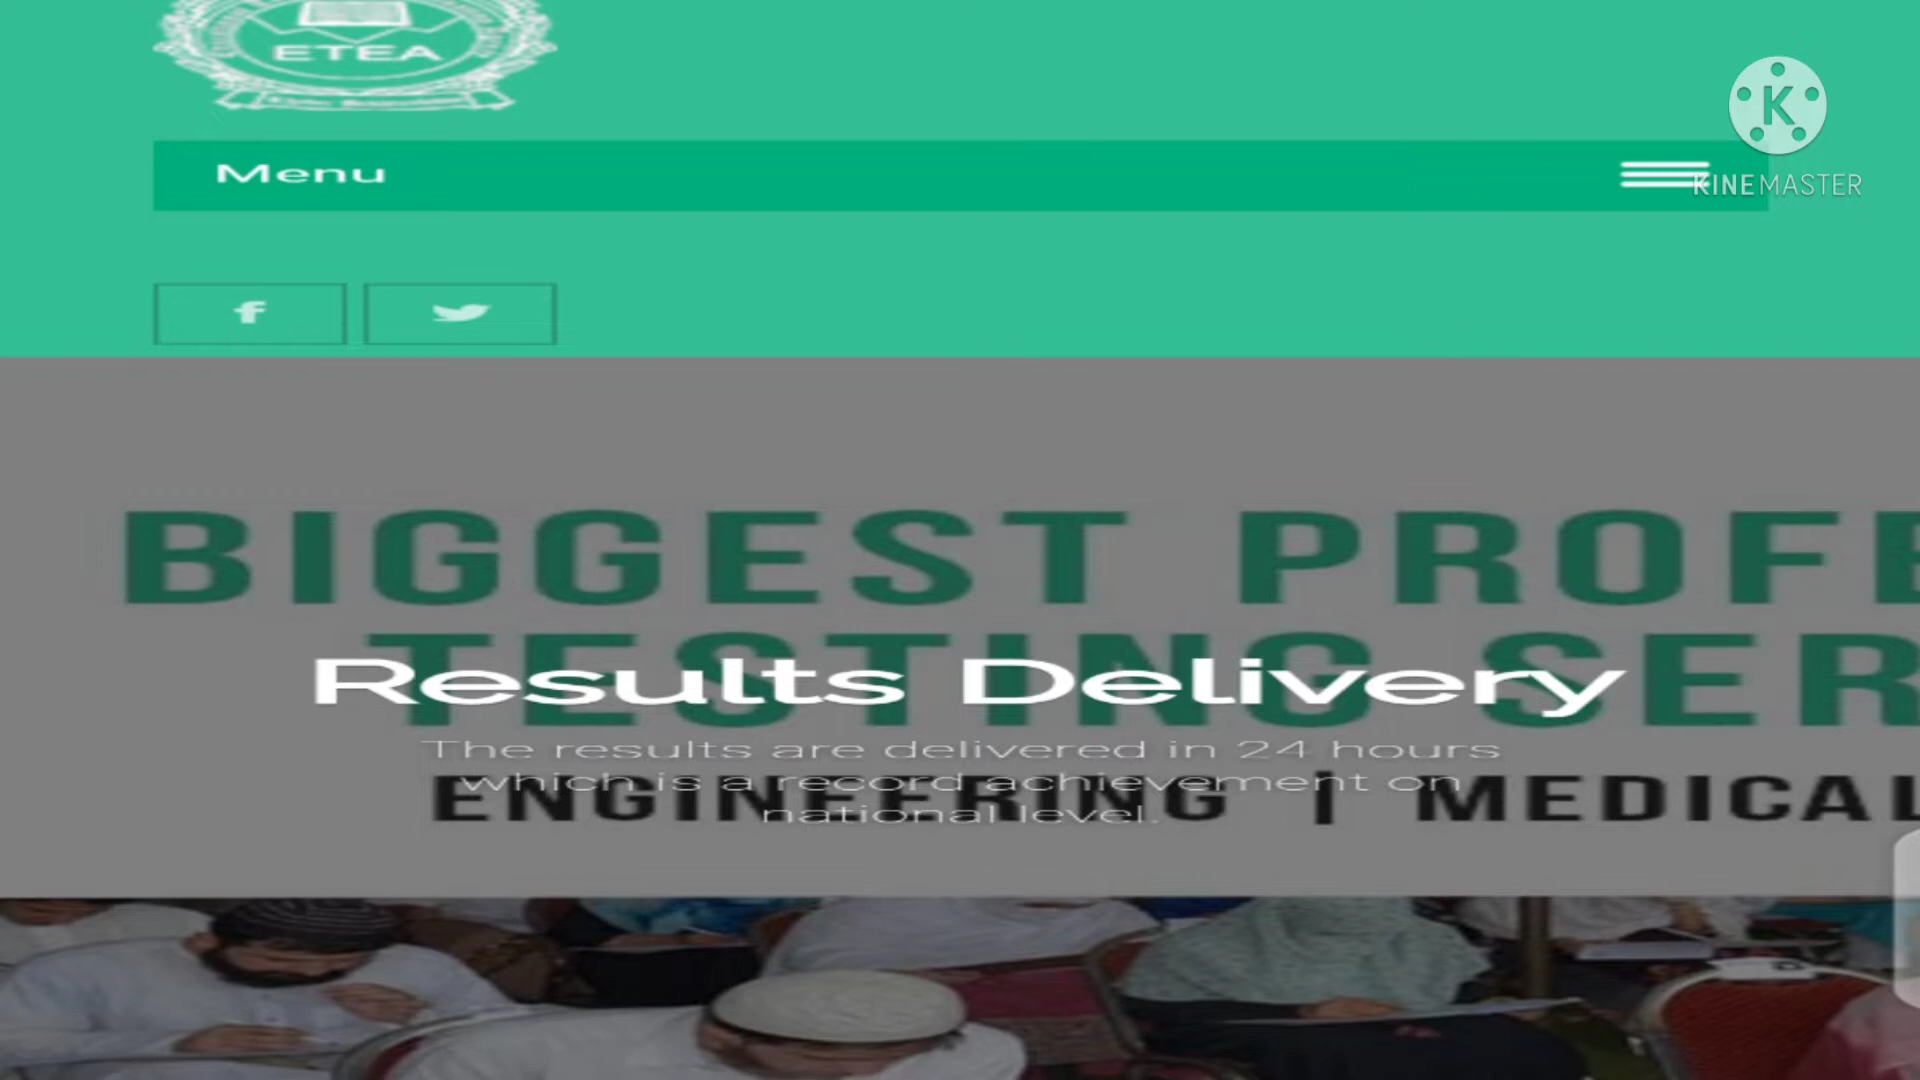 ETEA
Menu
KINEMASTER
BIGGEST PROFE
TESTING SER
Results Delivery
The results are delivered in 24 hours
which is a record achievement on
national level.
ENGINEERING | MEDICAL